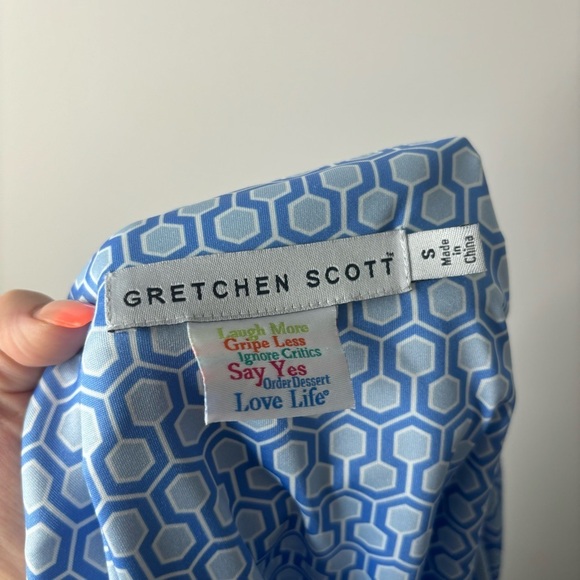 GRETCHEN SCOTT
S
Made
in
China
Laugh More
Gripe Less
Ignore Critics
Say Yes
Order Dessert
Love Life®